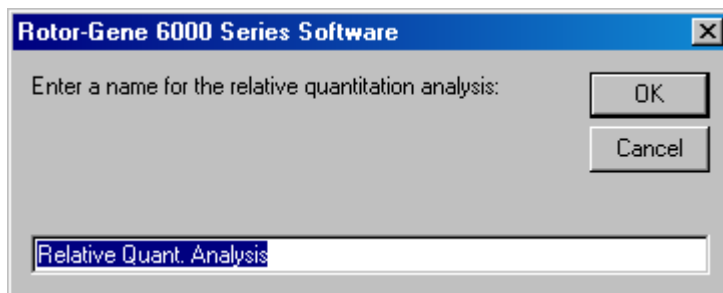 Rotor-Gene 6000 Series Software
Enter a name for the relative quantitation analysis:
OK
Cancel
Relative Quant. Analysis